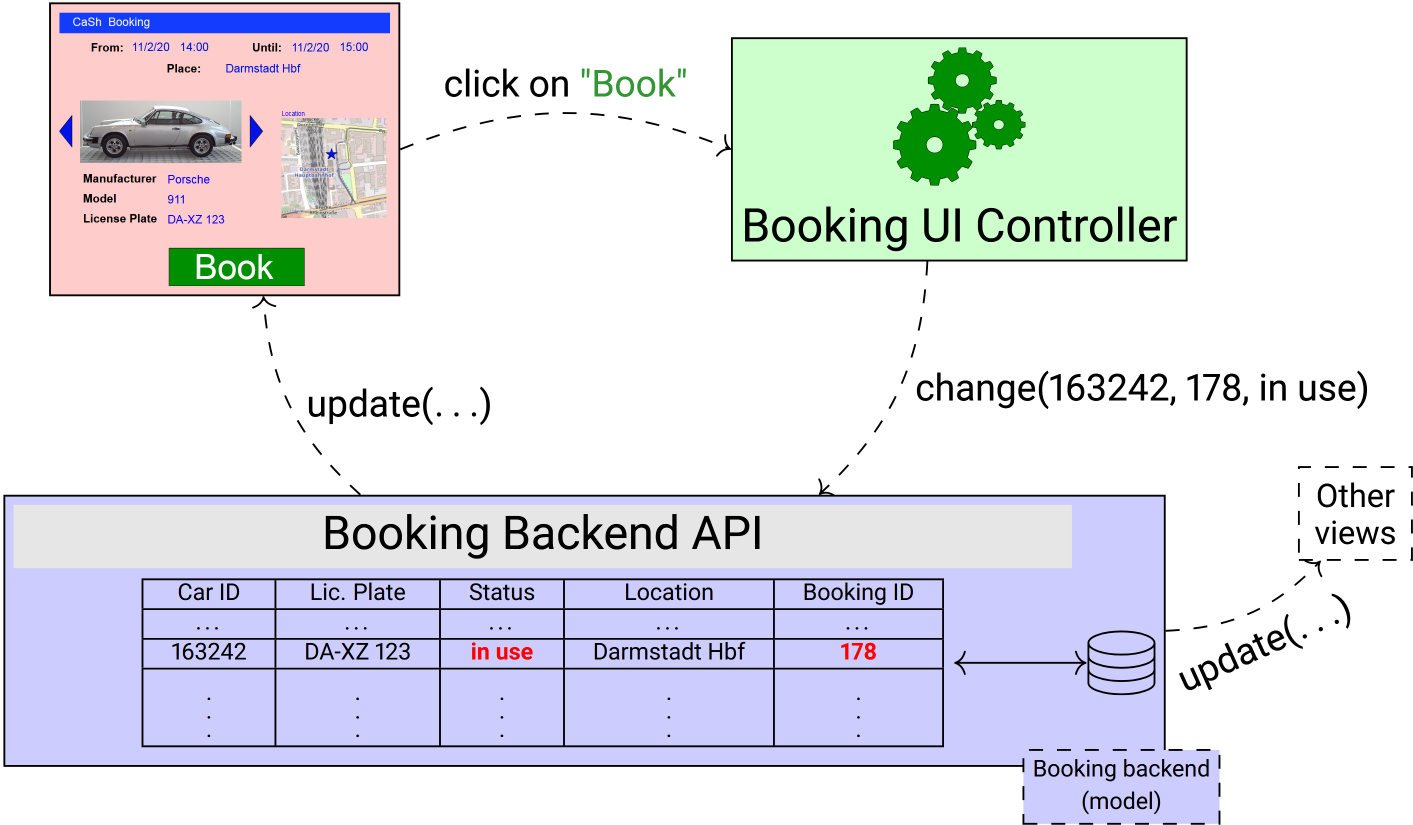 CaSh Booking
From: 11/2/20 14:00 Until: 11/2/20 15:00
Place: Darmstadt Hbf
Location
Darmstadt
Hauptbahnhof
Manufacturer Porsche
Model 911
License Plate DA-XZ 123
Book
click on "Book"
Booking UI Controller
update(. . .)
change(163242, 178, in use)
Other
views
update(. . .)
Booking Backend API
Car ID Lic. Plate Status Location Booking ID
. . . . . . . . . . . . . . .
163242 DA-XZ 123 in use Darmstadt Hbf 178
. . . . .
. . . . .
. . . . .
Booking backend
(model)